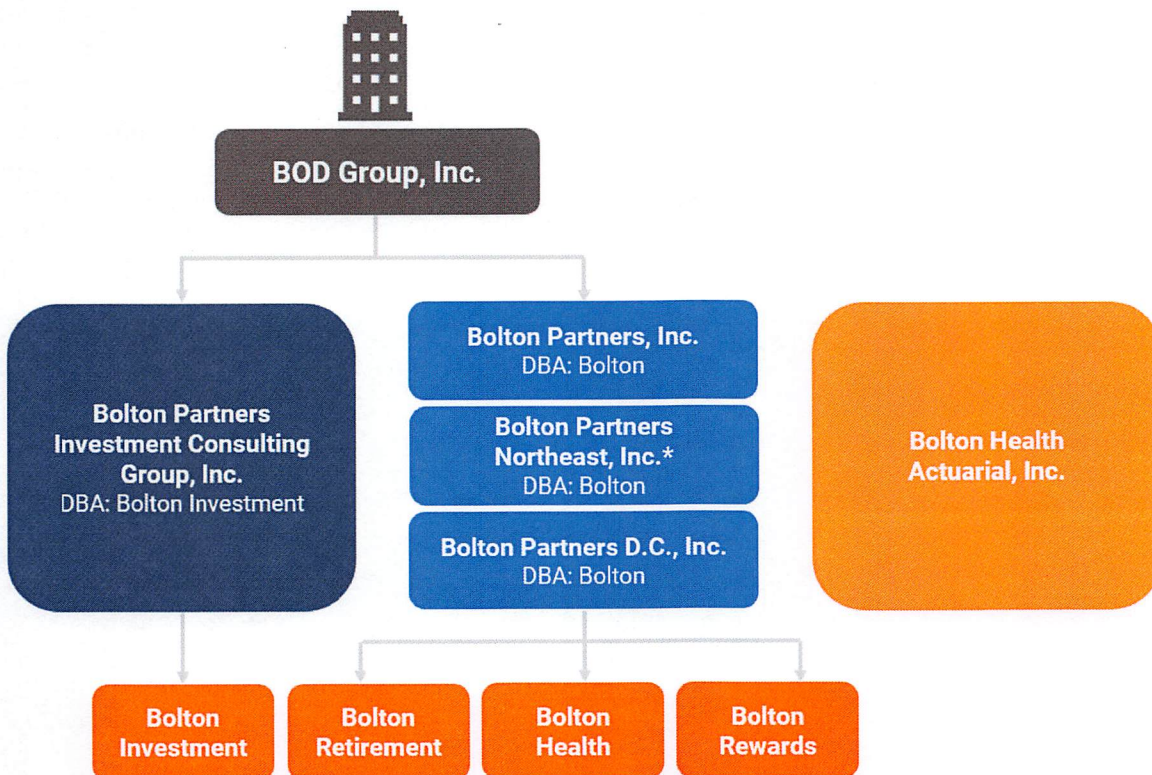 BOD Group, Inc.
Bolton Partners
Investment Consulting
Group, Inc.
DBA: Bolton Investment
Bolton Partners, Inc.
DBA: Bolton
Bolton Partners
Northeast, Inc.*
DBA: Bolton
Bolton Partners D.C., Inc.
DBA: Bolton
Bolton Health
Actuarial, Inc.
Bolton
Investment
Bolton
Retirement
Bolton
Health
Bolton
Rewards